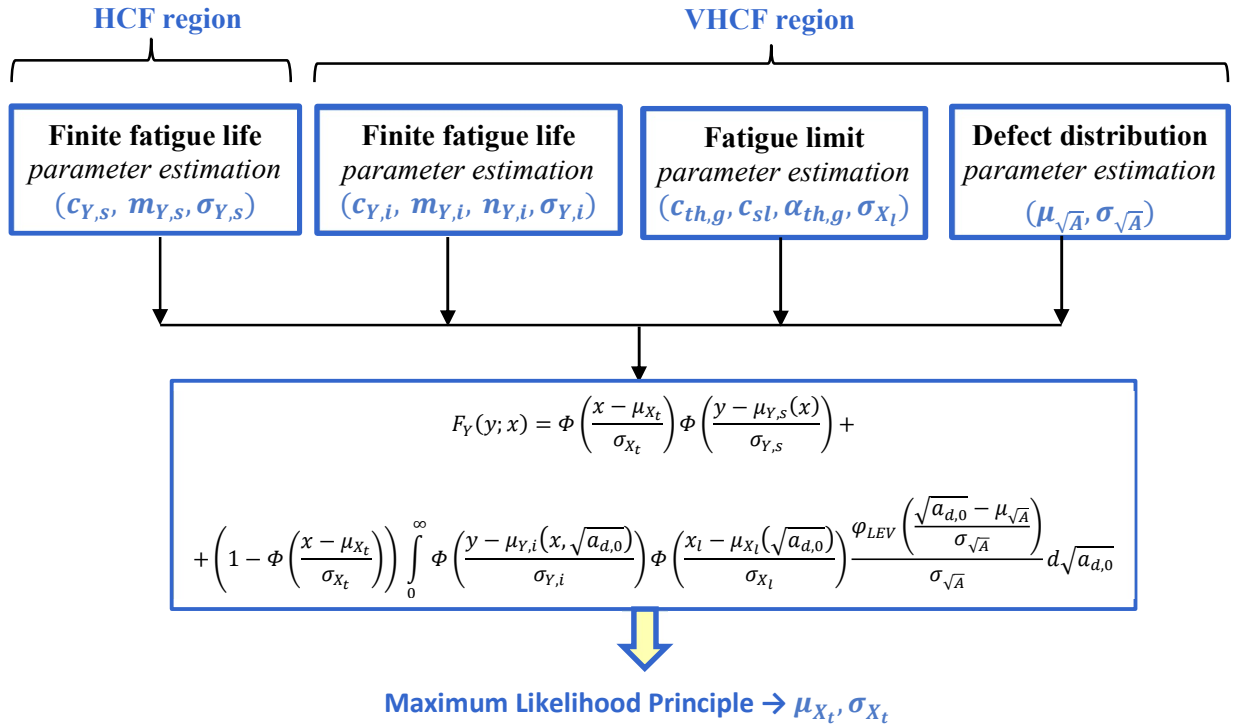 HCF region VHCF region
Finite fatigue life Finite fatigue life Fatigue limit Defect distribution
parameter estimation parameter estimation parameter estimation parameter estimation
(c_{Y,s}, m_{Y,s}, σ_{Y,s}) (c_{Y,i}, m_{Y,i}, n_{Y,i}, σ_{Y,i}) (c_{th,g}, c_{sl}, α_{th,g}, σ_{X_l}) (μ_{√A}, σ_{√A})
F_Y(y; x) = Φ((x − μ_{X_t})/σ_{X_t}) Φ((y − μ_{Y,s}(x))/σ_{Y,s}) +
+ (1 − Φ((x − μ_{X_t})/σ_{X_t})) ∫_0^∞ Φ((y − μ_{Y,i}(x, √a_{d,0}))/σ_{Y,i}) Φ((x_l − μ_{X_l}(√a_{d,0}))/σ_{X_l}) φ_{LEV}((√a_{d,0} − μ_{√A})/σ_{√A})/σ_{√A} d√a_{d,0}
Maximum Likelihood Principle → μ_{X_t}, σ_{X_t}